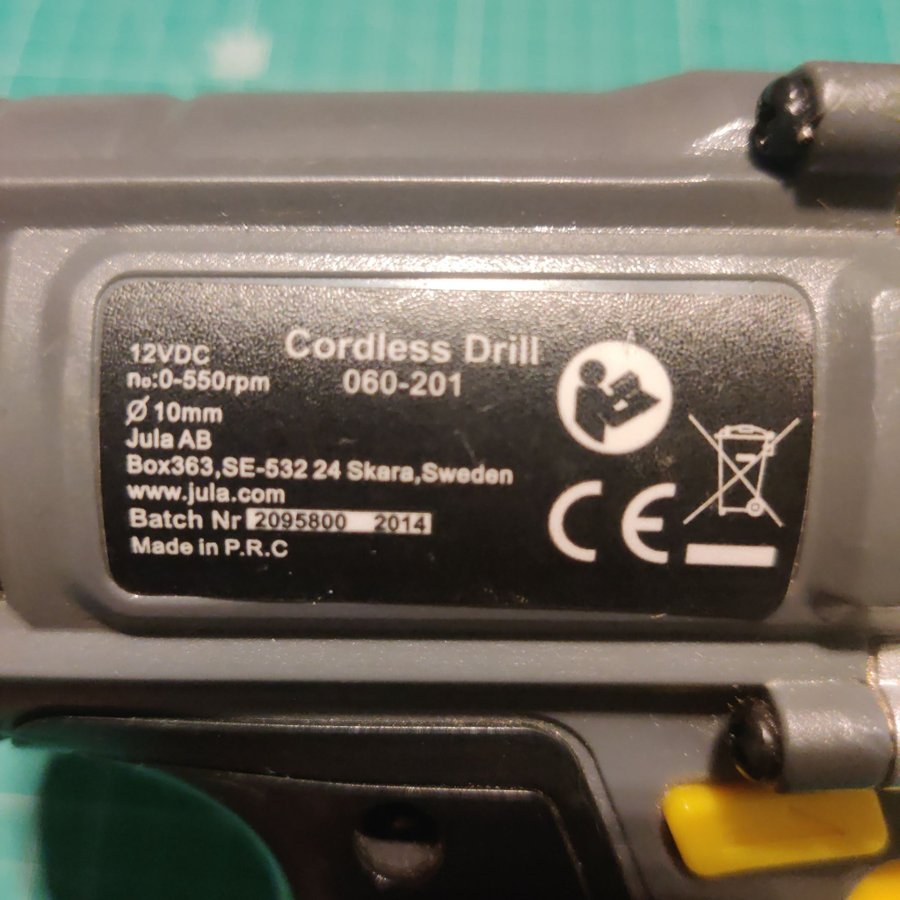 Cordless Drill
060-201
12VDC
n₀:0-550rpm
Ø 10mm
Jula AB
Box363,SE-532 24 Skara,Sweden
www.jula.com
Batch Nr 2095800 2014
Made in P.R.C
CE